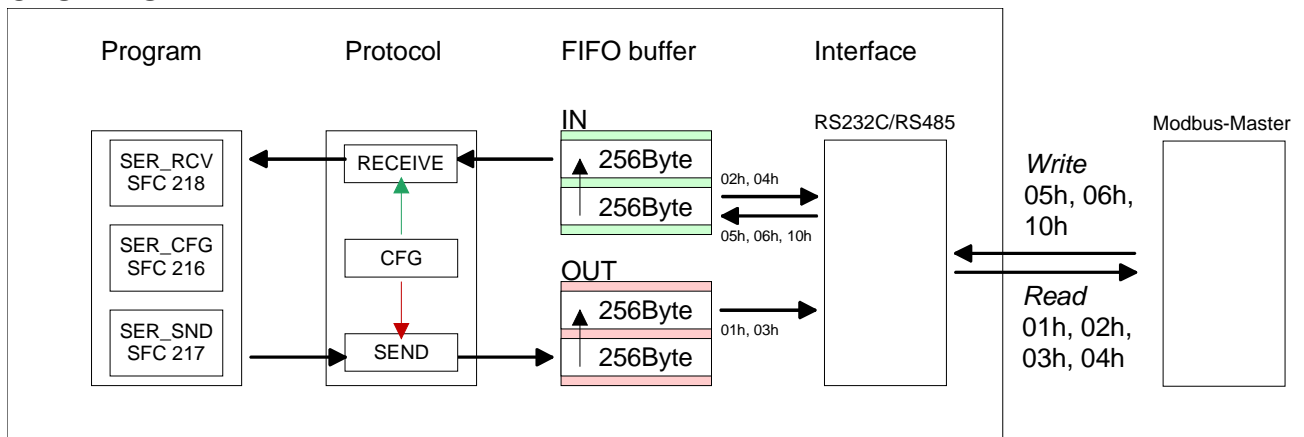 Program
Protocol
FIFO buffer
Interface
SER_RCV
SFC 218
SER_CFG
SFC 216
SER_SND
SFC 217
RECEIVE
CFG
SEND
IN
256Byte
256Byte
OUT
256Byte
256Byte
02h, 04h
05h, 06h, 10h
01h, 03h
RS232C/RS485
Write
05h, 06h,
10h
Read
01h, 02h,
03h, 04h
Modbus-Master